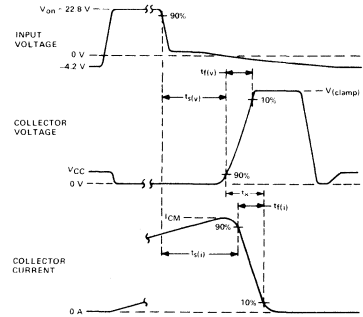 Von - 22.8 V
90%
INPUT
VOLTAGE
0 V
-4.2 V
tf(v)
ts(v)
10%
V(clamp)
COLLECTOR
VOLTAGE
VCC
0 V
90%
ICM
tf(i)
90%
ts(i)
COLLECTOR
CURRENT
10%
0 A